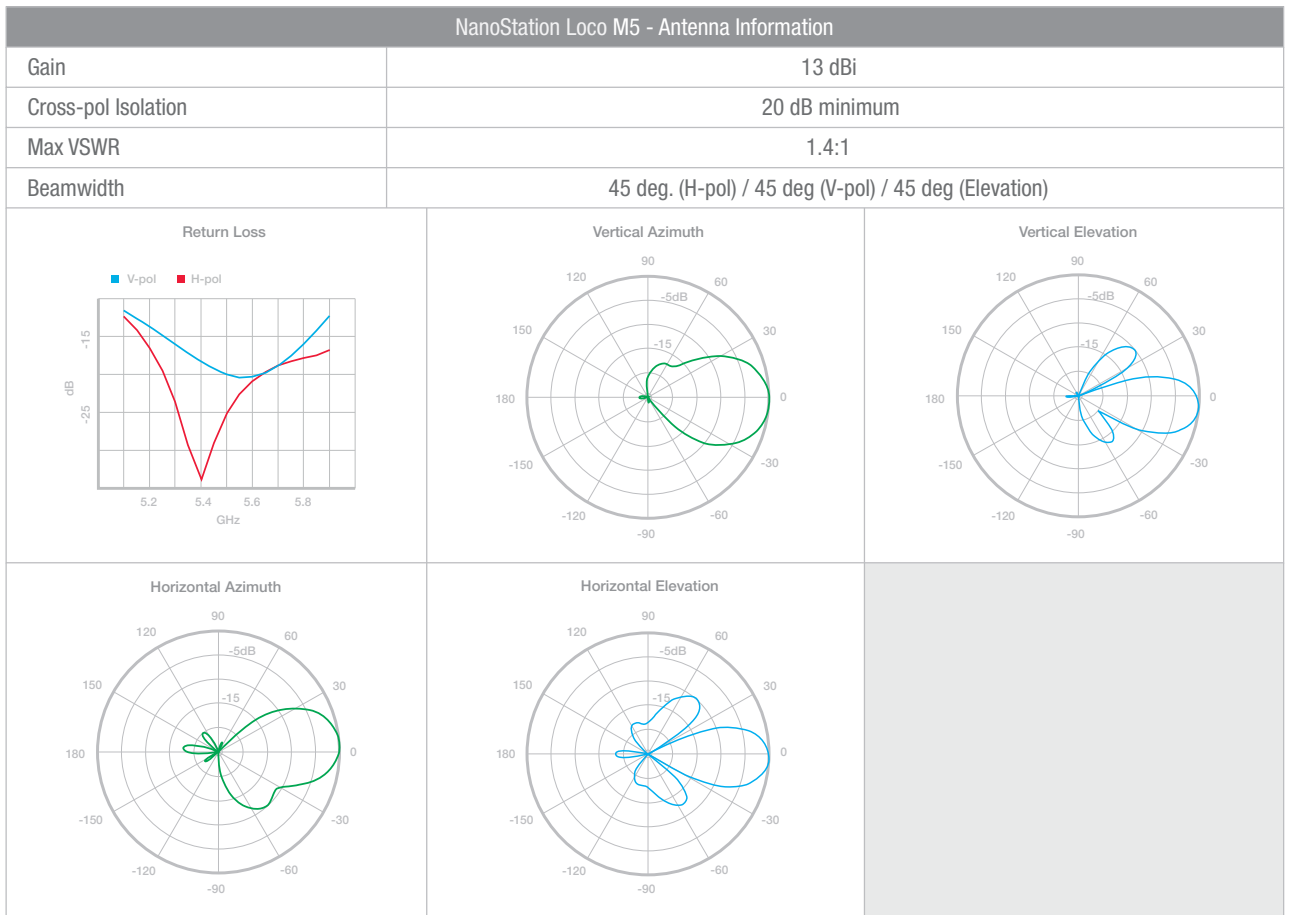 NanoStation Loco M5 - Antenna Information
Gain 13 dBi
Cross-pol Isolation 20 dB minimum
Max VSWR 1.4:1
Beamwidth 45 deg. (H-pol) / 45 deg (V-pol) / 45 deg (Elevation)
Return Loss
V-pol H-pol
-15
dB
-25
5.2 5.4 5.6 5.8
GHz
Vertical Azimuth
90
120 60
-5dB
150 30
-15
180 0
-150 -30
-120 -60
-90
Vertical Elevation
90
120 60
-5dB
150 30
-15
180 0
-150 -30
-120 -60
-90
Horizontal Azimuth
90
120 60
-5dB
150 30
-15
180 0
-150 -30
-120 -60
-90
Horizontal Elevation
90
120 60
-5dB
150 30
-15
180 0
-150 -30
-120 -60
-90